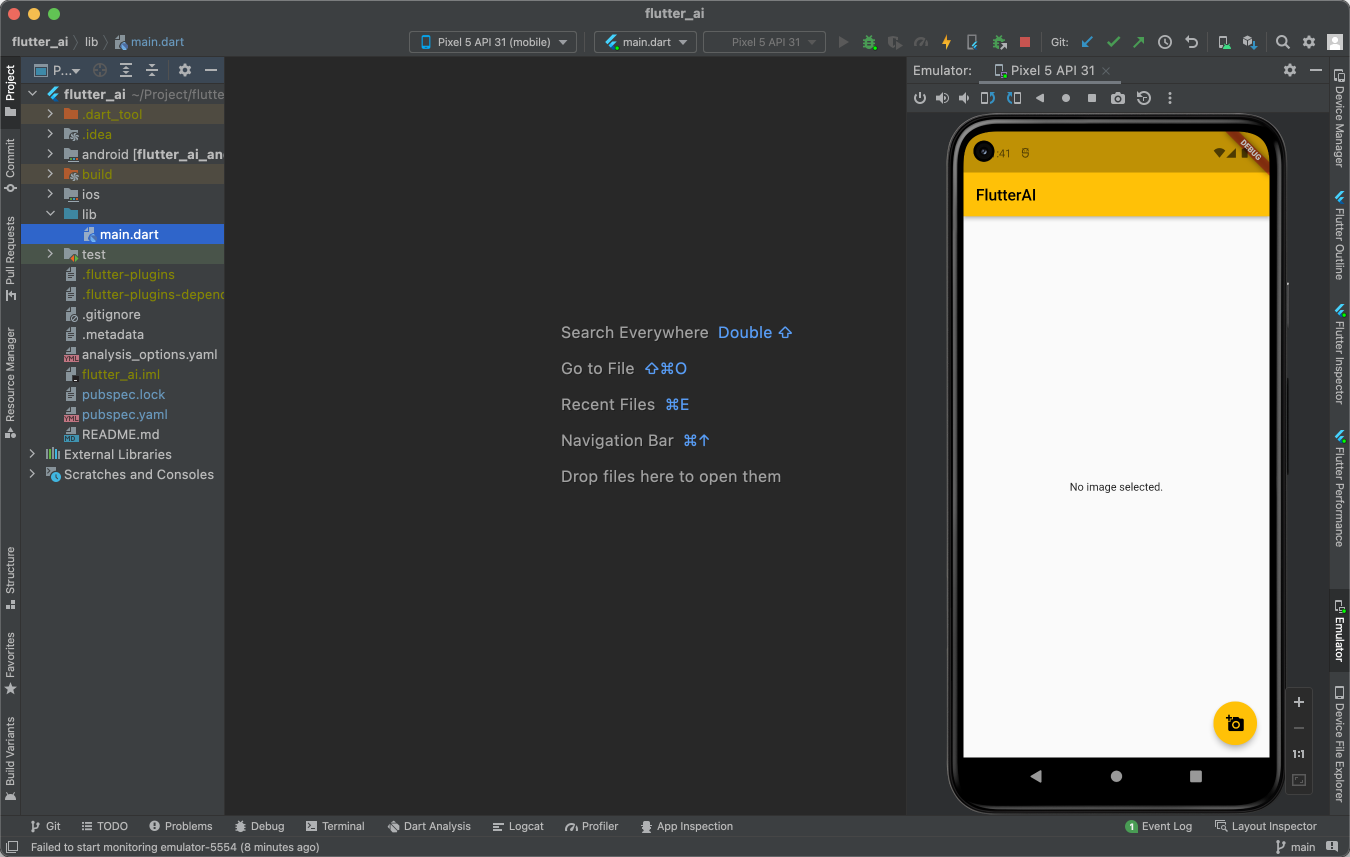 flutter_ai
flutter_ai lib main.dart
Pixel 5 API 31 (mobile) main.dart Pixel 5 API 31 Git:
P...
Emulator: Pixel 5 API 31
Project
Commit
Pull Requests
Resource Manager
Structure
Favorites
Build Variants
flutter_ai ~/Project/flutte
.dart_tool
.idea
android [flutter_ai_an
build
ios
lib
main.dart
test
.flutter-plugins
.flutter-plugins-depend
.gitignore
.metadata
analysis_options.yaml
flutter_ai.iml
pubspec.lock
pubspec.yaml
README.md
External Libraries
Scratches and Consoles
Search Everywhere Double ⇧
Go to File ⇧⌘O
Recent Files ⌘E
Navigation Bar ⌘↑
Drop files here to open them
:41
DEBUG
FlutterAI
No image selected.
1:1
Device Manager
Flutter Outline
Flutter Inspector
Flutter Performance
Emulator
Device File Explorer
Git TODO Problems Debug Terminal Dart Analysis Logcat Profiler App Inspection 1 Event Log Layout Inspector
Failed to start monitoring emulator-5554 (8 minutes ago) main